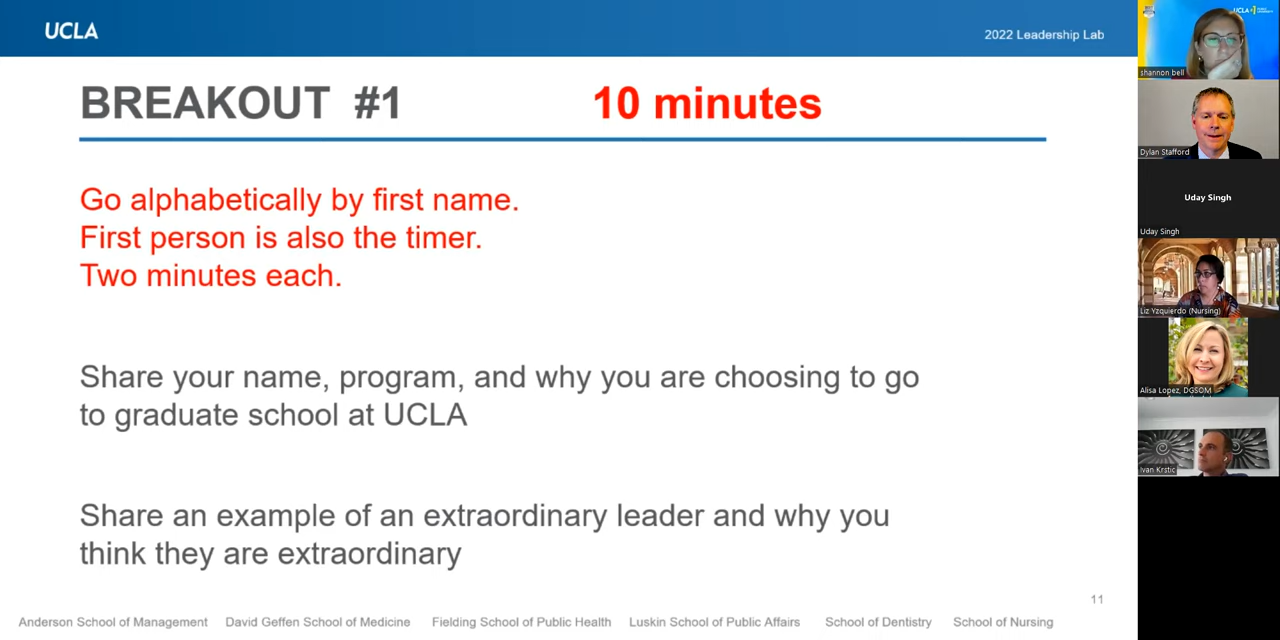 UCLA
2022 Leadership Lab
BREAKOUT #1
10 minutes
Go alphabetically by first name.
First person is also the timer.
Two minutes each.
Share your name, program, and why you are choosing to go
to graduate school at UCLA
Share an example of an extraordinary leader and why you
think they are extraordinary
11
Anderson School of Management David Geffen School of Medicine Fielding School of Public Health Luskin School of Public Affairs School of Dentistry School of Nursing
UCLA
shannon bell
Dylan Stafford
Uday Singh
Uday Singh
Liz Yzquierdo (Nursing)
Alisa Lopez, DGSOM
Ivan Krstic